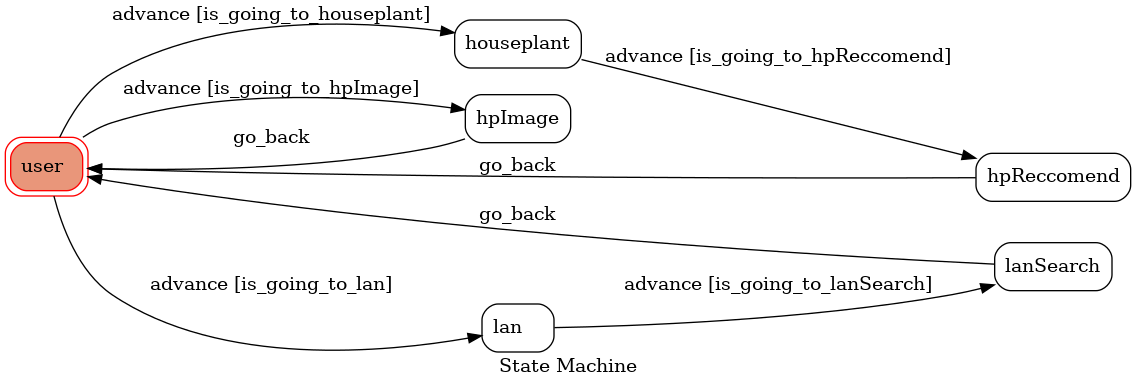 advance [is_going_to_houseplant]
houseplant
advance [is_going_to_hpReccomend]
advance [is_going_to_hpImage]
hpImage
go_back
user
go_back
hpReccomend
go_back
lanSearch
advance [is_going_to_lan]
advance [is_going_to_lanSearch]
lan
State Machine